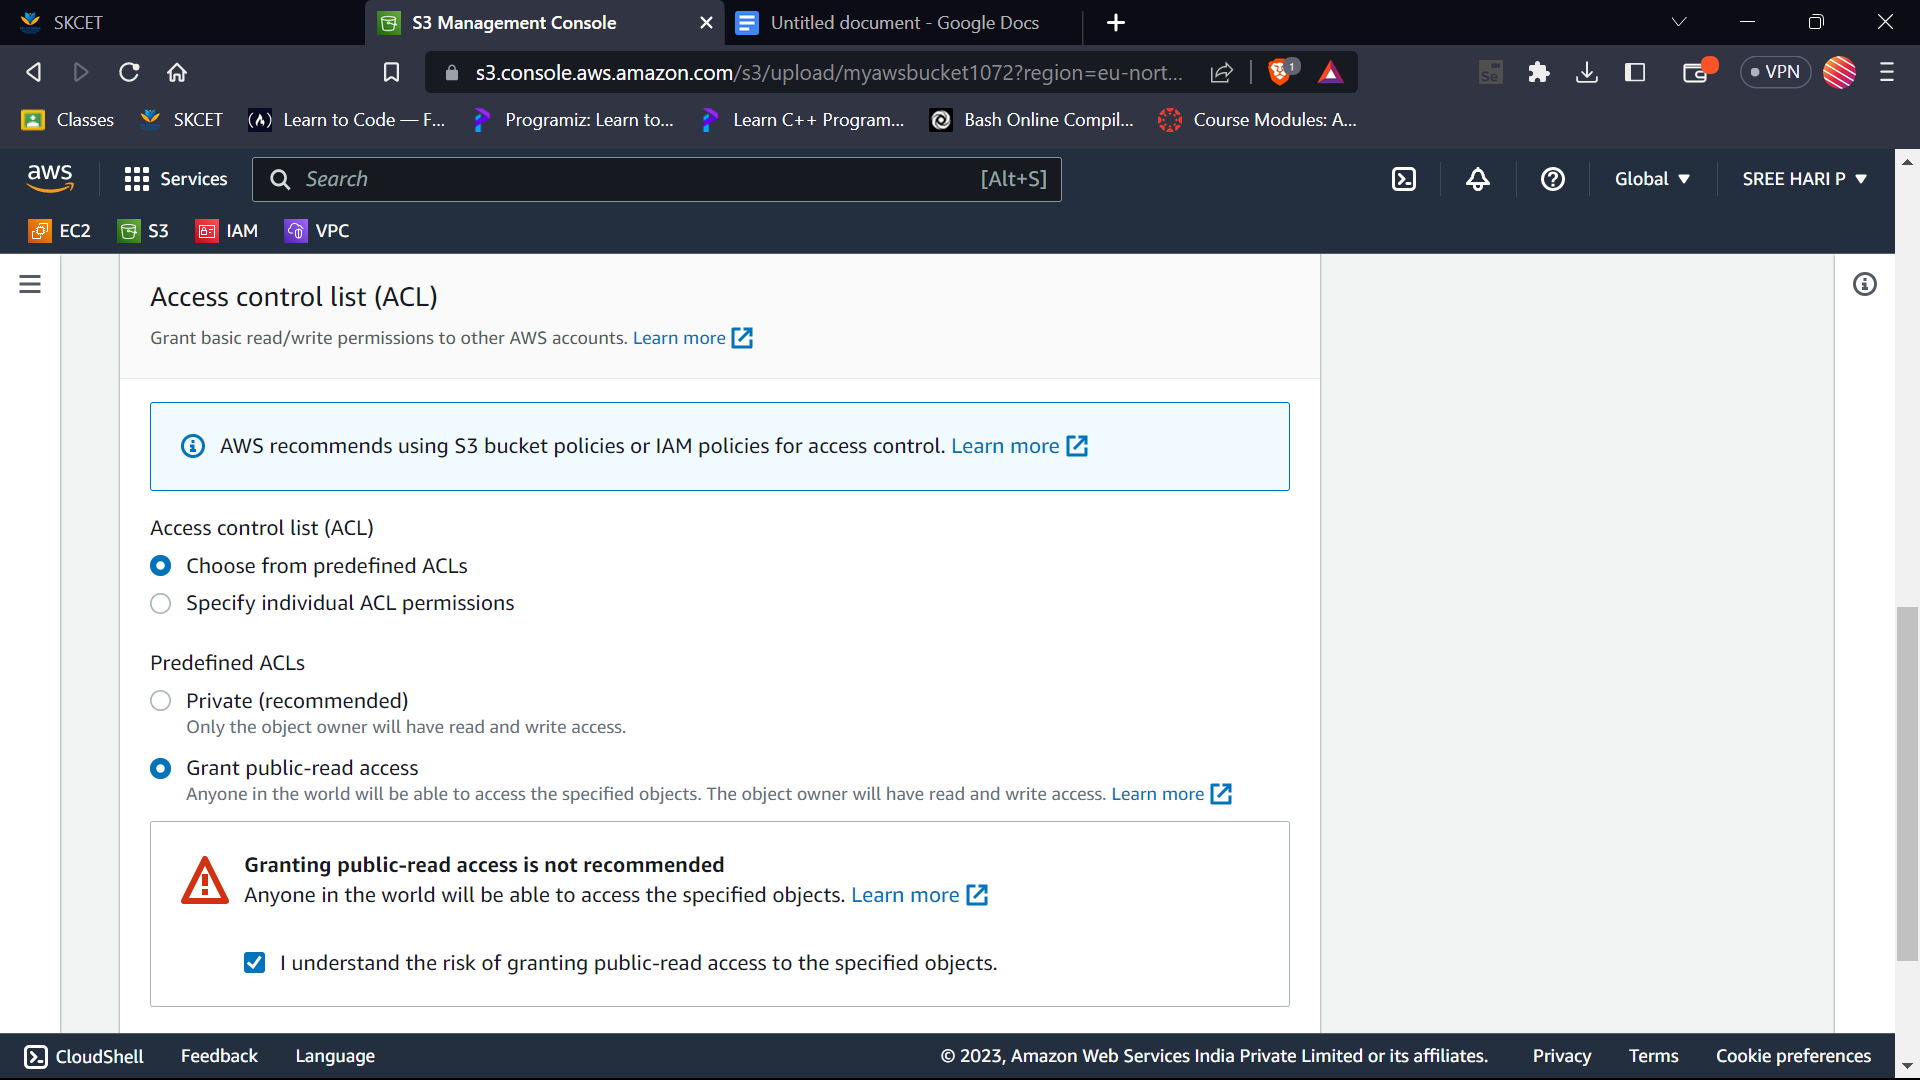 SKCET
S3 Management Console
Untitled document - Google Docs
s3.console.aws.amazon.com/s3/upload/myawsbucket1072?region=eu-nort...
1
Se
VPN
Classes
SKCET
Learn to Code — F...
Programiz: Learn to...
Learn C++ Program...
Bash Online Compil...
Course Modules: A...
aws
Services
Search
[Alt+S]
Global
SREE HARI P
EC2
S3
IAM
VPC
Access control list (ACL)
Grant basic read/write permissions to other AWS accounts. Learn more
AWS recommends using S3 bucket policies or IAM policies for access control. Learn more
Access control list (ACL)
Choose from predefined ACLs
Specify individual ACL permissions
Predefined ACLs
Private (recommended)
Only the object owner will have read and write access.
Grant public-read access
Anyone in the world will be able to access the specified objects. The object owner will have read and write access. Learn more
Granting public-read access is not recommended
Anyone in the world will be able to access the specified objects. Learn more
I understand the risk of granting public-read access to the specified objects.
CloudShell
Feedback
Language
© 2023, Amazon Web Services India Private Limited or its affiliates.
Privacy
Terms
Cookie preferences